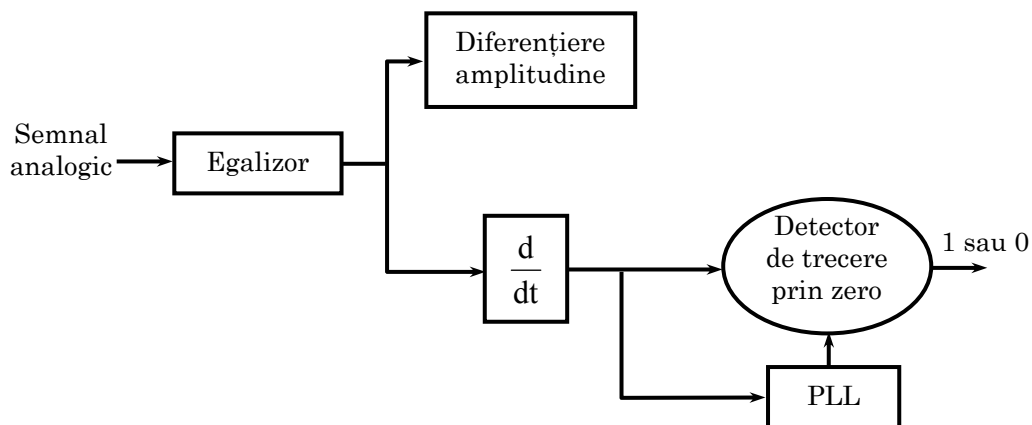 Diferențiere
amplitudine
Semnal
analogic
Egalizor
d
dt
Detector
de trecere
prin zero
1 sau 0
PLL